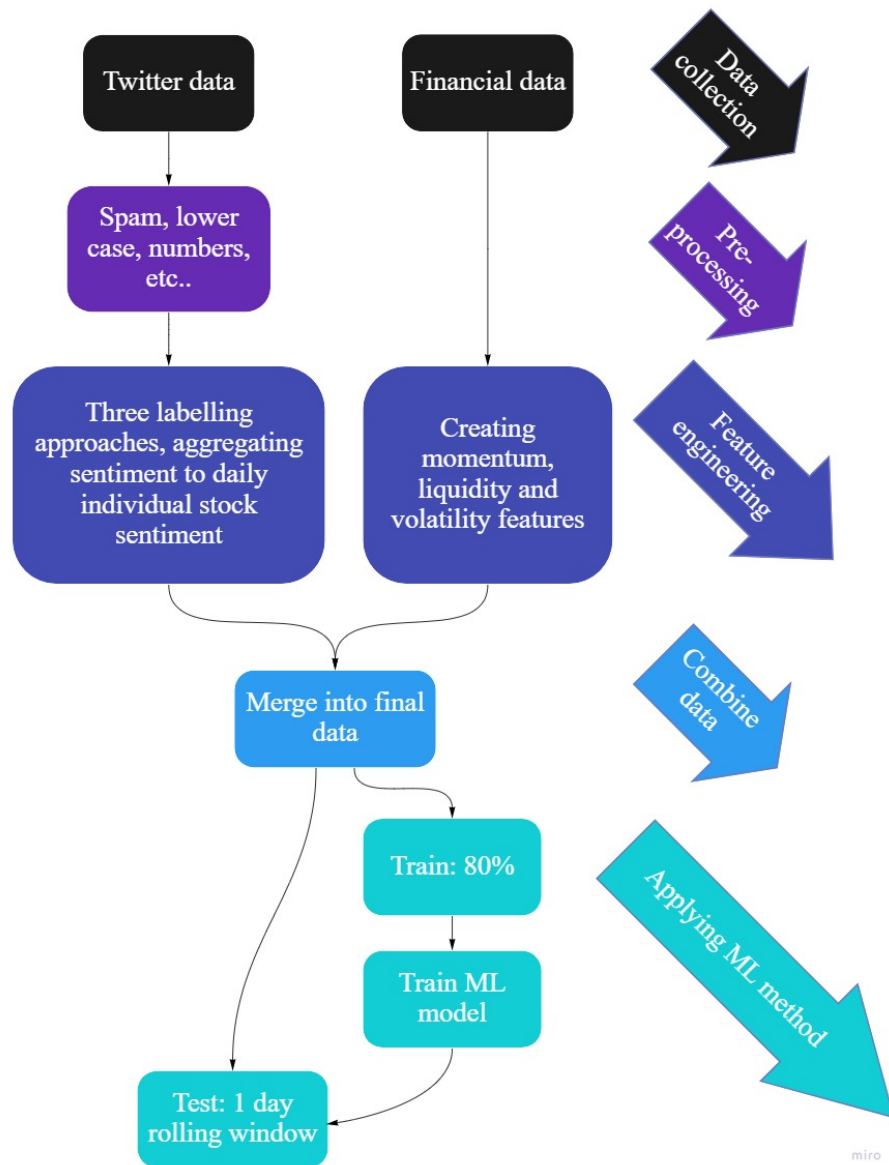 Twitter data
Financial data
Data
collection
Spam, lower
case, numbers,
etc..
Pre-
processing
Three labelling
approaches, aggregating
sentiment to daily
individual stock
sentiment
Creating
momentum,
liquidity and
volatility features
Feature
engineering
Merge into final
data
Combine
data
Train: 80%
Train ML
model
Applying ML method
Test: 1 day
rolling window
miro